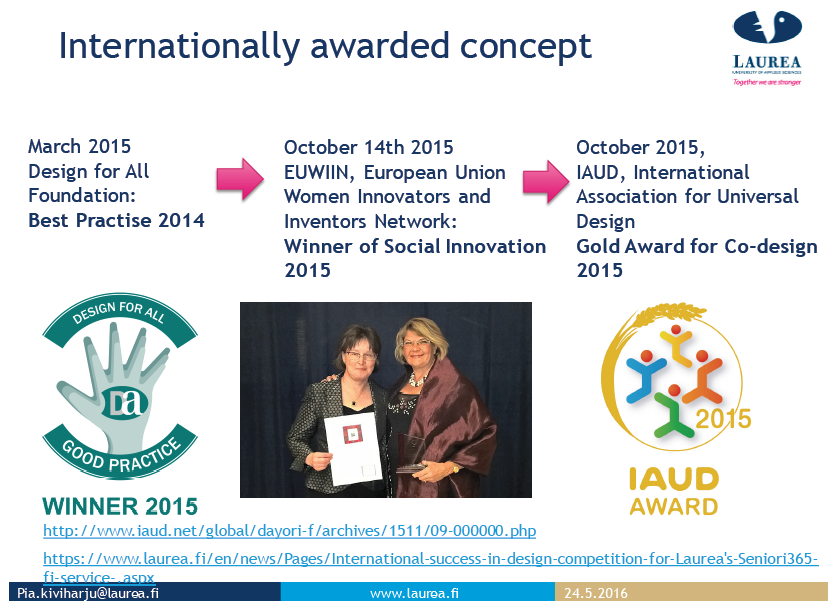 Internationally awarded concept
LAUREA
UNIVERSITY OF APPLIED SCIENCES
Together we are stronger
March 2015
Design for All
Foundation:
Best Practise 2014
October 14th 2015
EUWIIN, European Union
Women Innovators and
Inventors Network:
Winner of Social Innovation
2015
October 2015,
IAUD, International
Association for Universal
Design
Gold Award for Co-design
2015
DESIGN FOR ALL
Da
GOOD PRACTICE
WINNER 2015
2015
IAUD
AWARD
http://www.iaud.net/global/dayori-f/archives/1511/09-000000.php
https://www.laurea.fi/en/news/Pages/International-success-in-design-competition-for-Laurea's-Seniori365-
fi-service-.aspx
Pia.kiviharju@laurea.fi
www.laurea.fi
24.5.2016